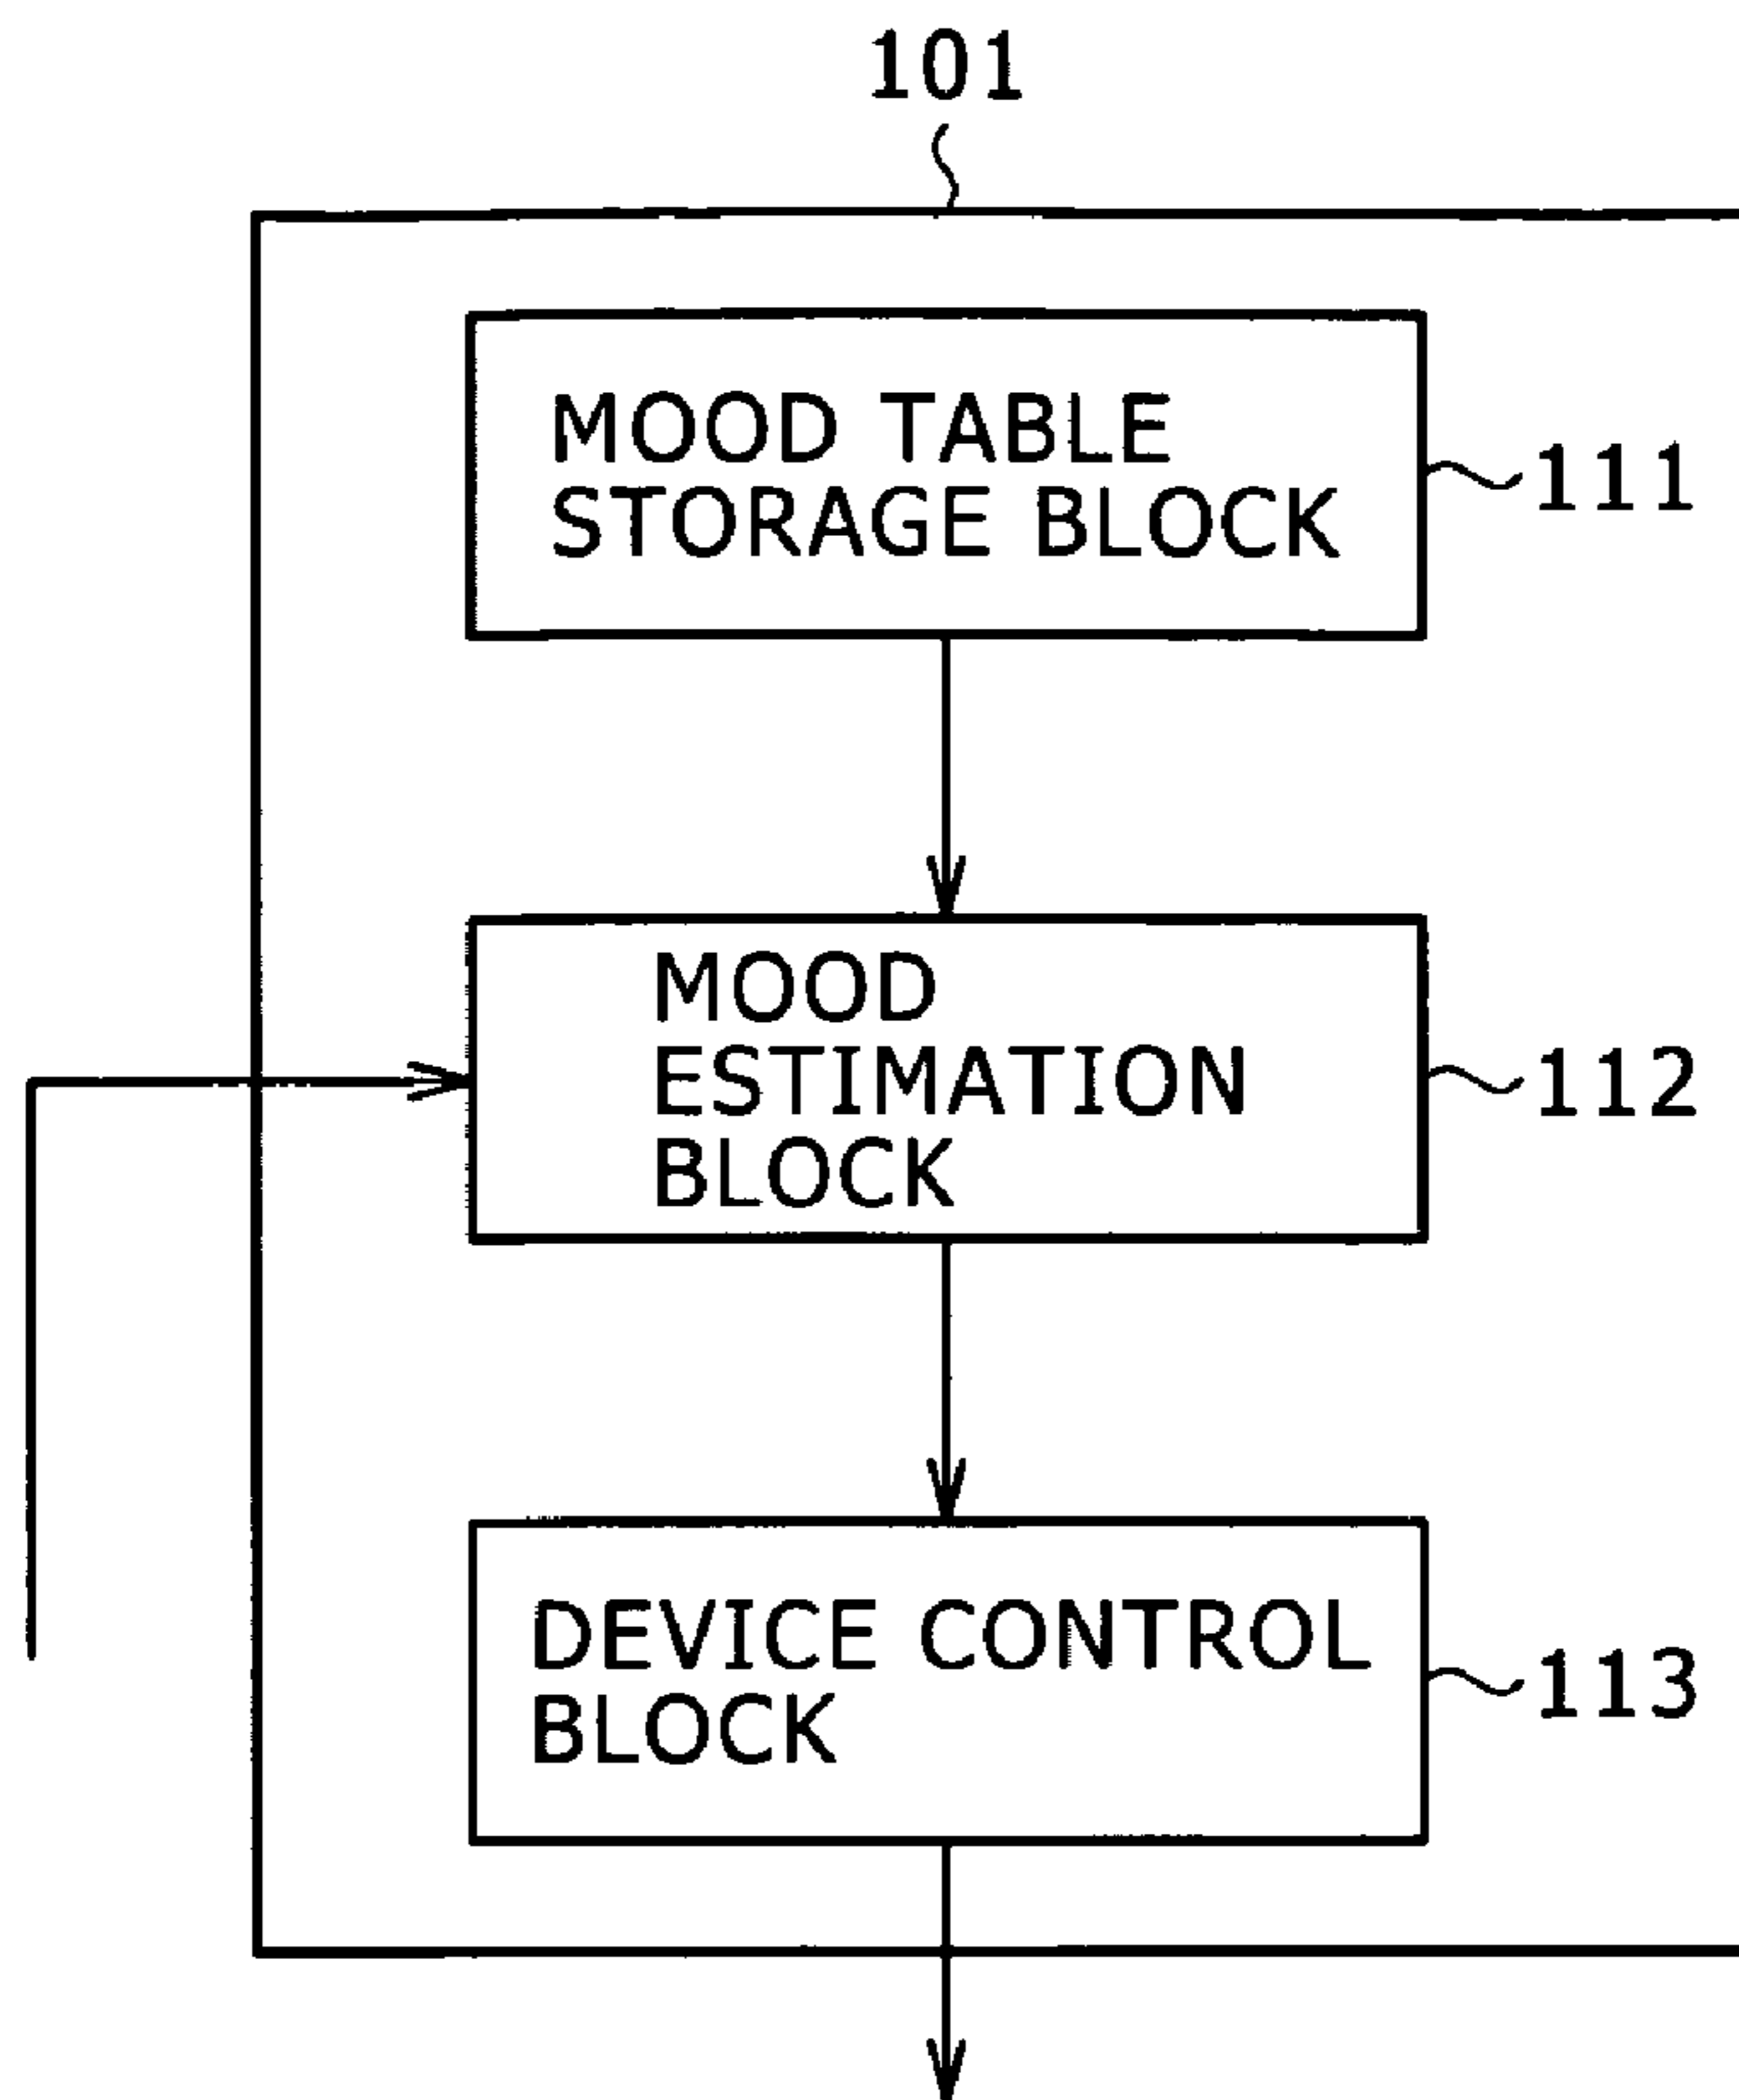 101
MOOD TABLE
STORAGE BLOCK
111
MOOD
ESTIMATION
BLOCK
112
DEVICE CONTROL
BLOCK
113